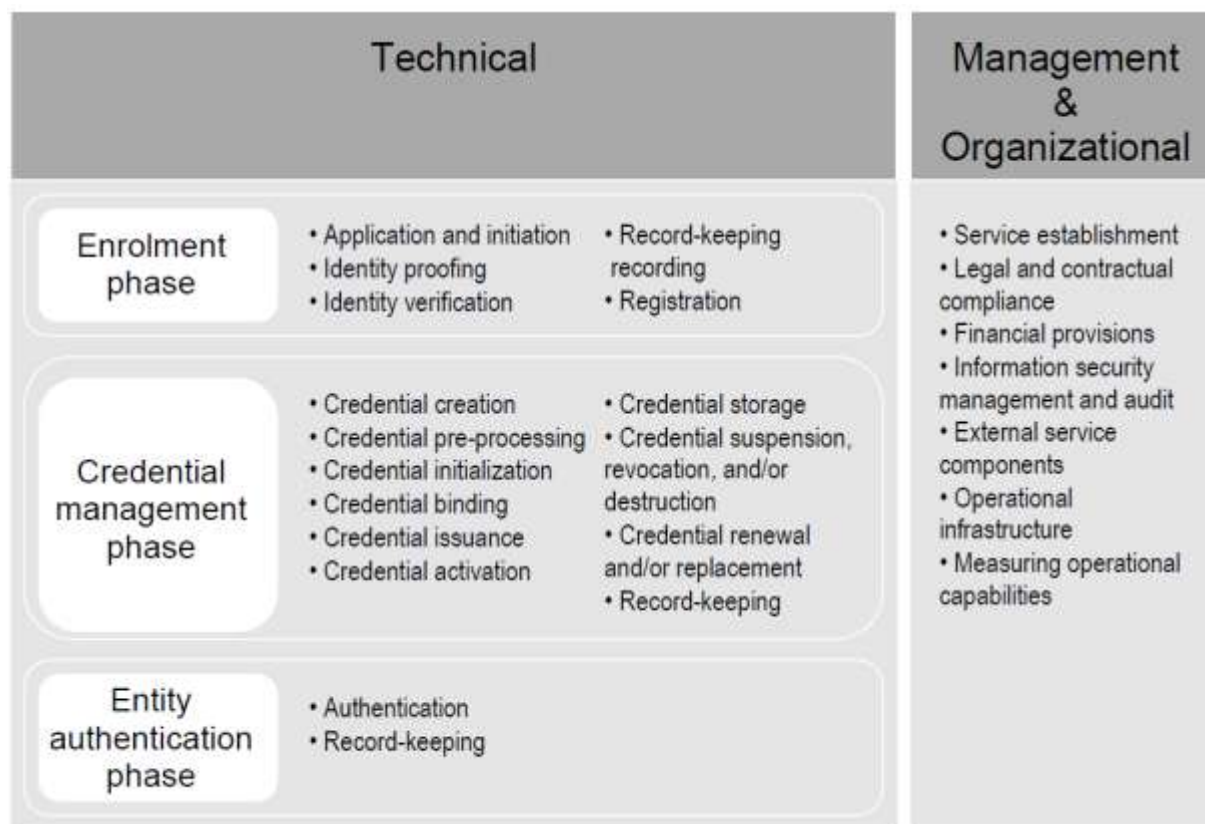 Technical
Management
&
Organizational
Enrolment
phase
• Application and initiation
• Identity proofing
• Identity verification
• Record-keeping
recording
• Registration
Credential
management
phase
• Credential creation
• Credential pre-processing
• Credential initialization
• Credential binding
• Credential issuance
• Credential activation
• Credential storage
• Credential suspension,
revocation, and/or
destruction
• Credential renewal
and/or replacement
• Record-keeping
Entity
authentication
phase
• Authentication
• Record-keeping
• Service establishment
• Legal and contractual
compliance
• Financial provisions
• Information security
management and audit
• External service
components
• Operational
infrastructure
• Measuring operational
capabilities